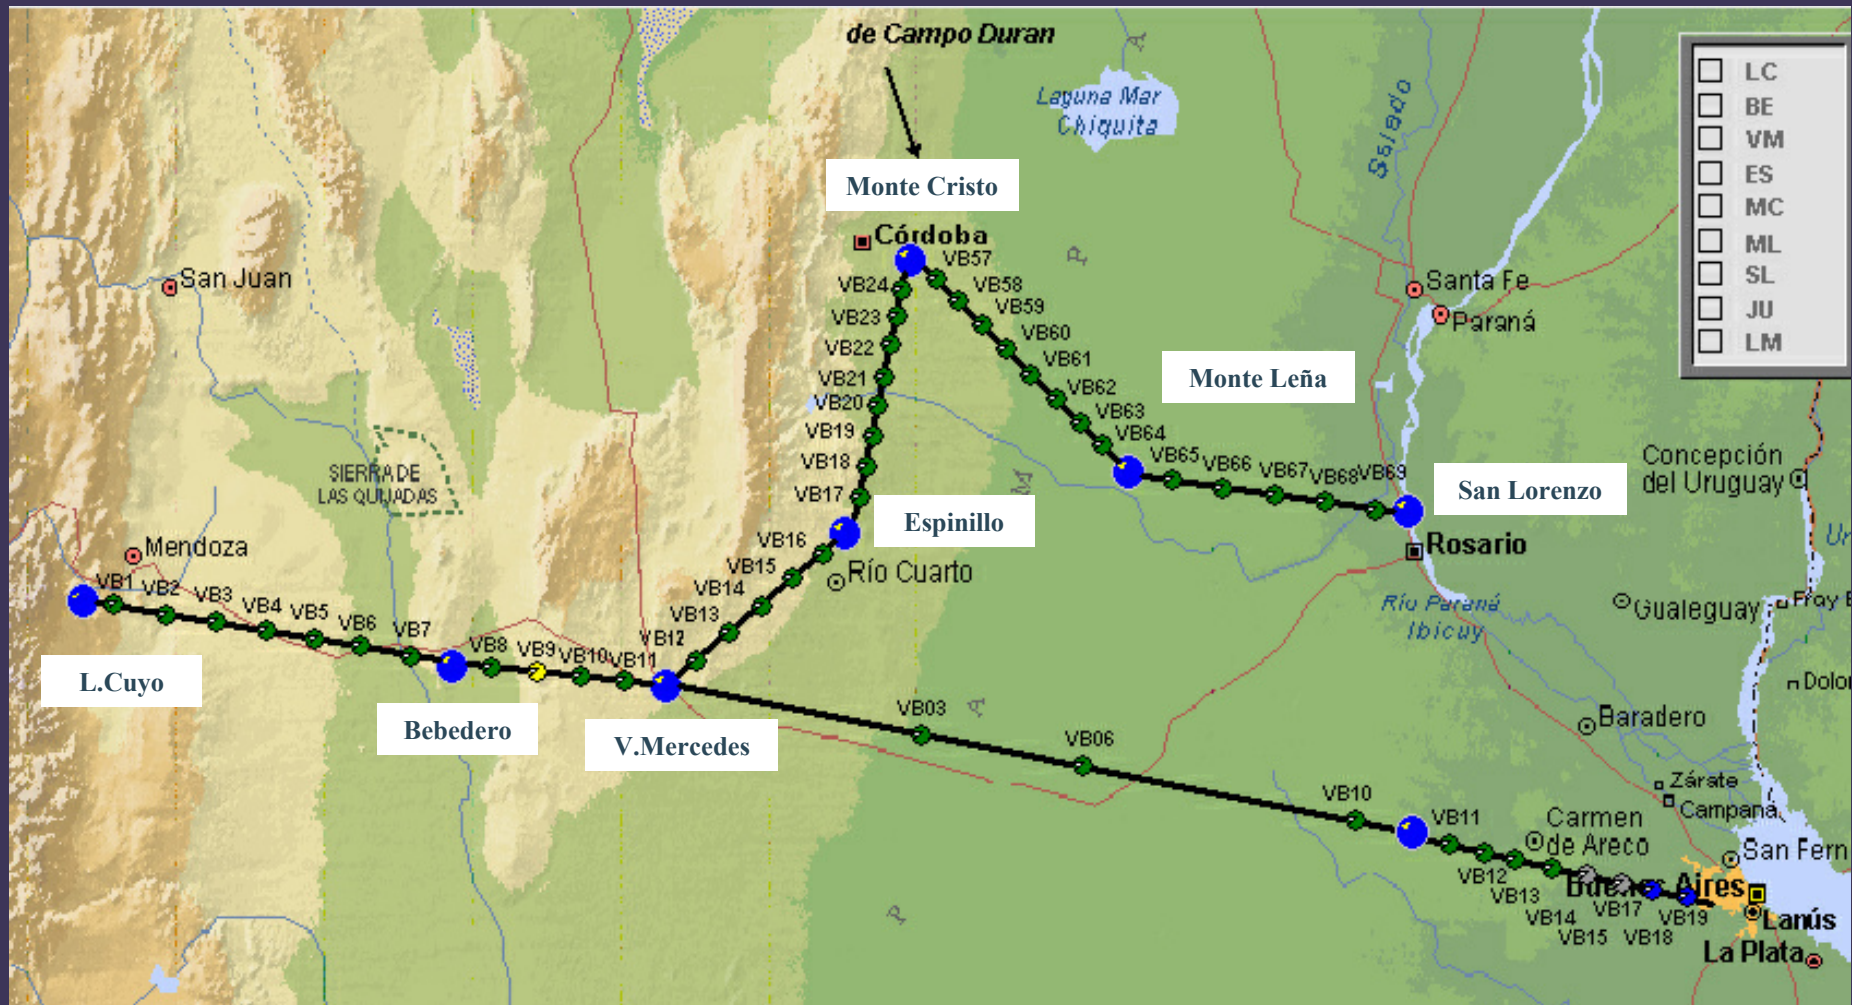 de Campo Duran
Laguna Mar
Chiquita
Salado
LC
BE
VM
ES
MC
ML
SL
JU
LM
Monte Cristo
Córdoba
VB57
VB58
VB59
VB60
VB61
VB62
VB63
VB64
VB65
VB66
VB67
VB68
VB69
VB24
VB23
VB22
VB21
VB20
VB19
VB18
VB17
VB16
VB15
VB14
VB13
VB12
San Juan
Santa Fe
Paraná
Monte Leña
SIERRA DE
LAS QUIJADAS
Concepción
del Uruguay
San Lorenzo
Espinillo
Rosario
Río Cuarto
Mendoza
VB1
VB2
VB3
VB4
VB5
VB6
VB7
VB8
VB9
VB10
VB11
L.Cuyo
Bebedero
V.Mercedes
Río Paraná
Ibicuy
Gualeguay
Fray
Ur
Dolor
P
A
M
P
A
VB03
VB06
VB10
VB11
VB12
VB13
VB14
VB15
VB17
VB18
VB19
Baradero
Zárate
Campana
Carmen
de Areco
San Fern
Buenos Aires
Lanús
La Plata